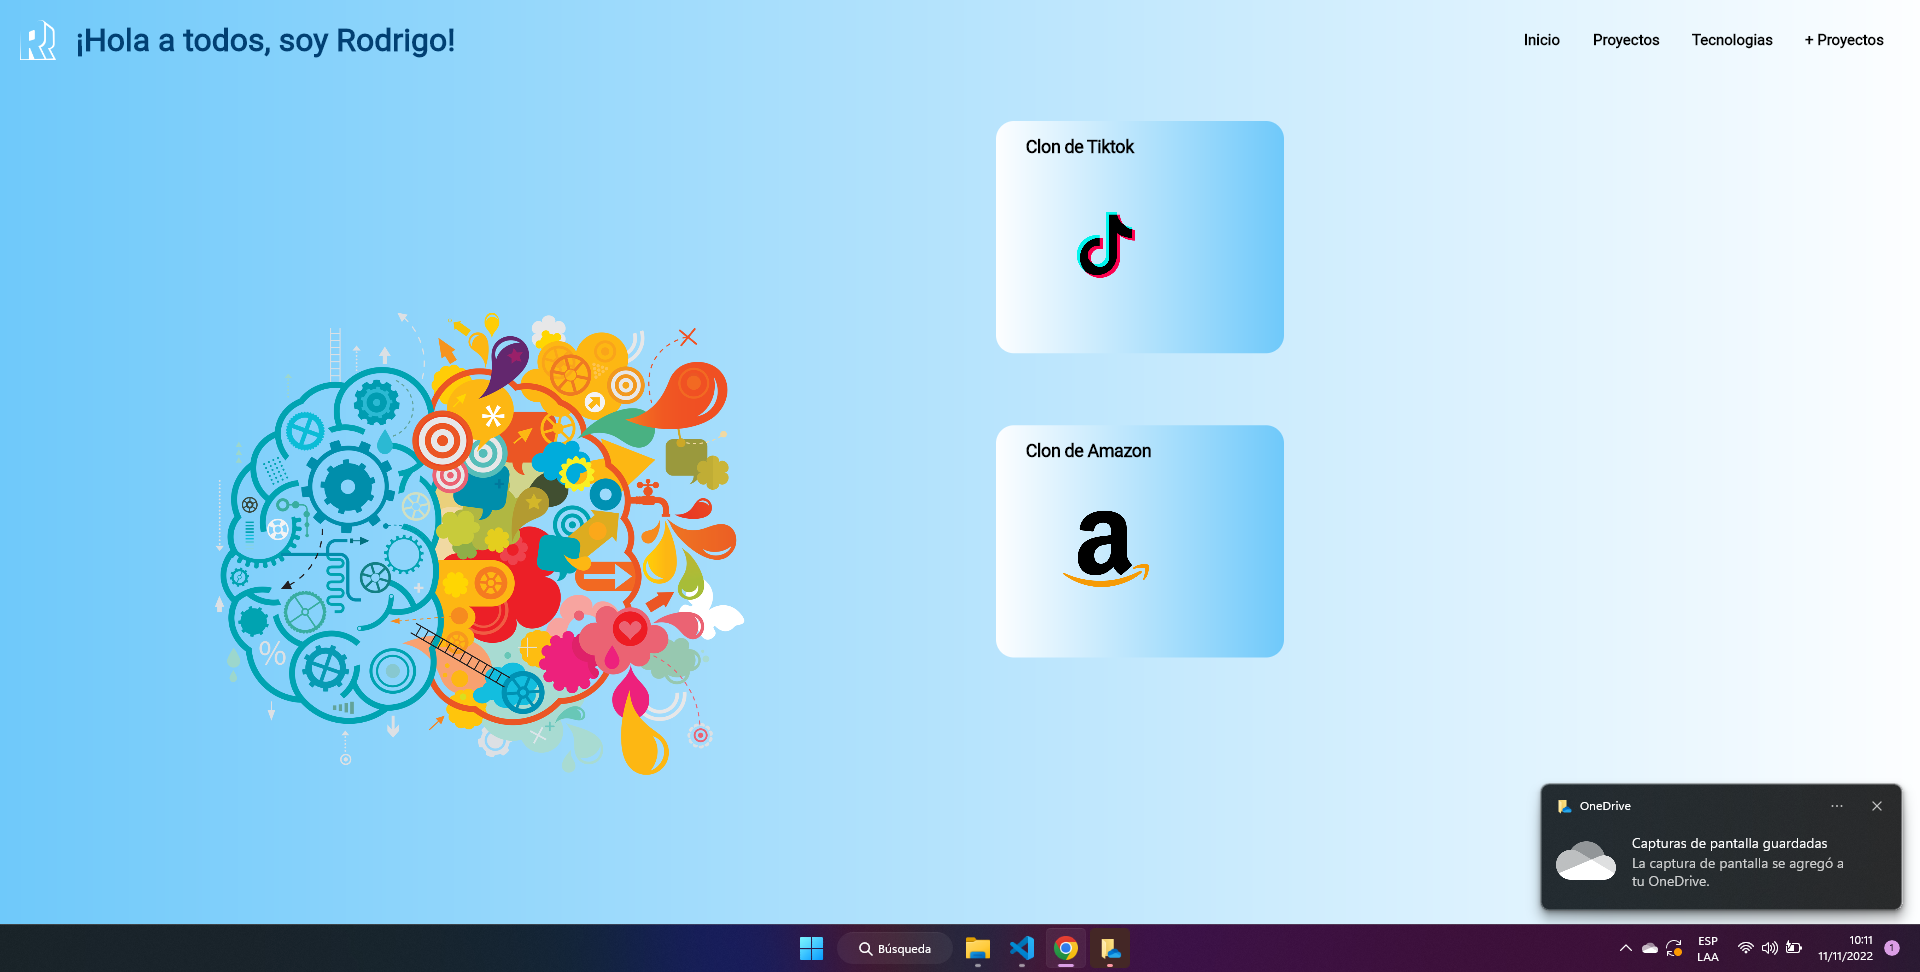 ¡Hola a todos, soy Rodrigo!
Inicio
Proyectos
Tecnologias
+ Proyectos
Clon de Tiktok
Clon de Amazon
a
%
OneDrive
Capturas de pantalla guardadas
La captura de pantalla se agregó a
tu OneDrive.
Búsqueda
ESP
LAA
10:11
11/11/2022
1